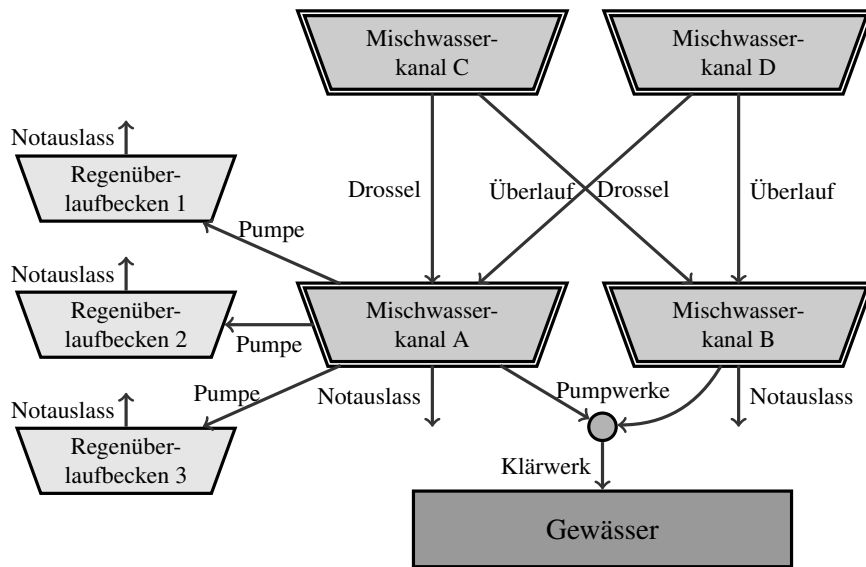 Mischwasser-
kanal C
Mischwasser-
kanal D
Notauslass
Regenüber-
laufbecken 1
Drossel
Überlauf
Drossel
Überlauf
Pumpe
Notauslass
Regenüber-
laufbecken 2
Pumpe
Mischwasser-
kanal A
Mischwasser-
kanal B
Notauslass
Regenüber-
laufbecken 3
Pumpe
Notauslass
Pumpwerke
Notauslass
Klärwerk
Gewässer